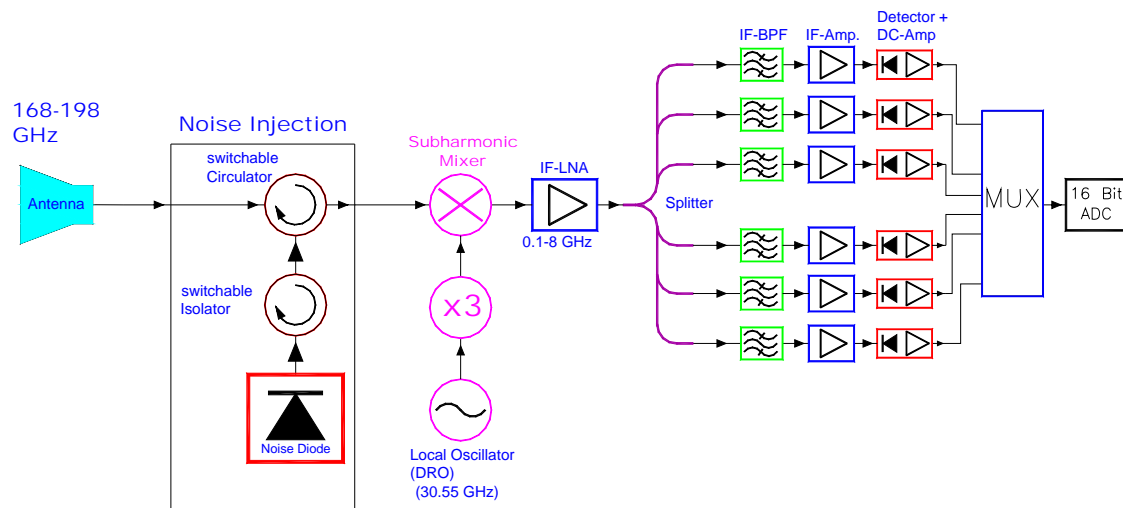 168-198
GHz
Antenna
Noise Injection
switchable
Circulator
switchable
Isolator
Noise Diode
Subharmonic
Mixer
x3
Local Oscillator
(DRO)
(30.55 GHz)
IF-LNA
0.1-8 GHz
Splitter
IF-BPF
IF-Amp.
Detector +
DC-Amp
MUX
16 Bit
ADC